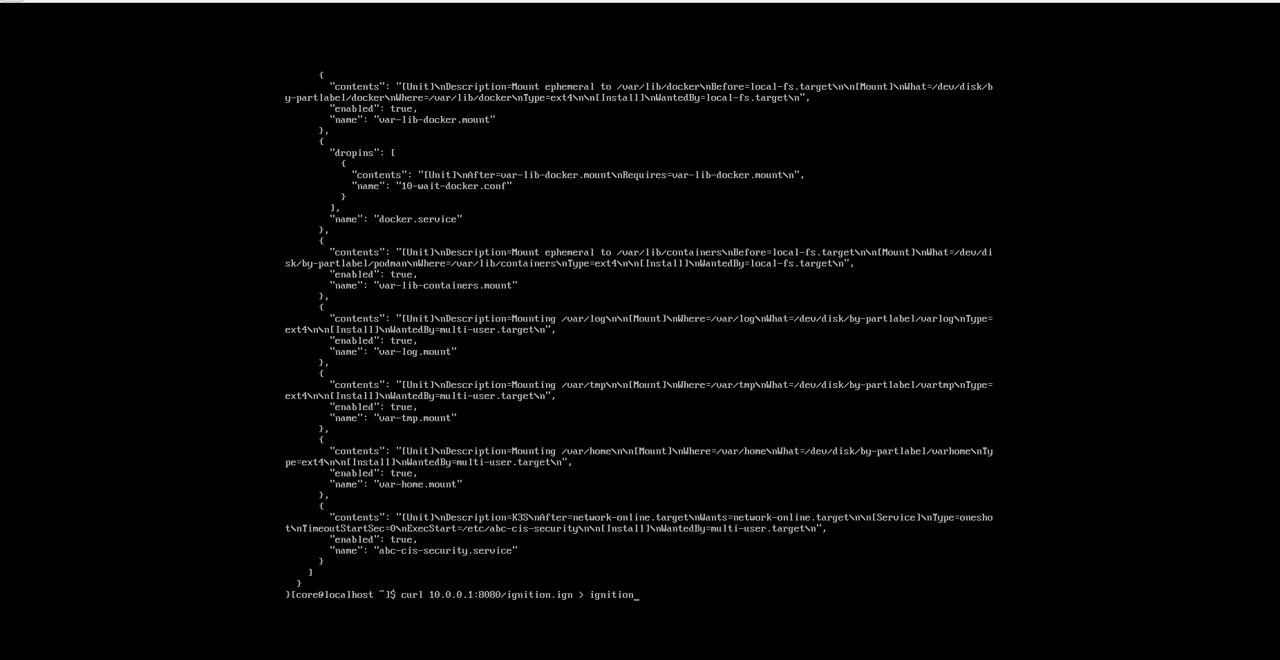 {
"contents": "[Unit]\nDescription=Mount ephemeral to /var/lib/docker\nBefore=local-fs.target\n\n[Mount]\nWhat=/dev/disk/b
y-partlabel/docker\nWhere=/var/lib/docker\nType=ext4\n\n[Install]\nWantedBy=local-fs.target\n",
"enabled": true,
"name": "var-lib-docker.mount"
},
{
"dropins": [
{
"contents": "[Unit]\nAfter=var-lib-docker.mount\nRequires=var-lib-docker.mount\n",
"name": "10-wait-docker.conf"
}
],
"name": "docker.service"
},
{
"contents": "[Unit]\nDescription=Mount ephemeral to /var/lib/containers\nBefore=local-fs.target\n\n[Mount]\nWhat=/dev/di
sk/by-partlabel/podman\nWhere=/var/lib/containers\nType=ext4\n\n[Install]\nWantedBy=local-fs.target\n",
"enabled": true,
"name": "var-lib-containers.mount"
},
{
"contents": "[Unit]\nDescription=Mounting /var/log\n\n[Mount]\nWhere=/var/log\nWhat=/dev/disk/by-partlabel/varlog\nType=
ext4\n\n[Install]\nWantedBy=multi-user.target\n",
"enabled": true,
"name": "var-log.mount"
},
{
"contents": "[Unit]\nDescription=Mounting /var/tmp\n\n[Mount]\nWhere=/var/tmp\nWhat=/dev/disk/by-partlabel/vartmp\nType=
ext4\n\n[Install]\nWantedBy=multi-user.target\n",
"enabled": true,
"name": "var-tmp.mount"
},
{
"contents": "[Unit]\nDescription=Mounting /var/home\n\n[Mount]\nWhere=/var/home\nWhat=/dev/disk/by-partlabel/varhome\nTy
pe=ext4\n\n[Install]\nWantedBy=multi-user.target\n",
"enabled": true,
"name": "var-home.mount"
},
{
"contents": "[Unit]\nDescription=K3S\nAfter=network-online.target\nWants=network-online.target\n\n[Service]\nType=onesho
t\nTimeoutStartSec=0\nExecStart=/etc/abc-cis-security\n\n[Install]\nWantedBy=multi-user.target\n",
"enabled": true,
"name": "abc-cis-security.service"
}
]
}
}[core@localhost ~]$ curl 10.0.0.1:8080/ignition.ign > ignition_